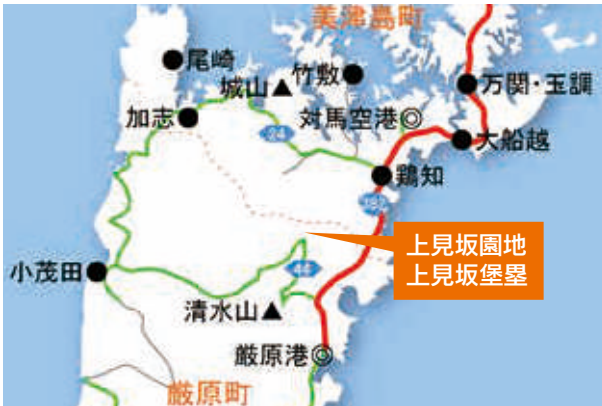 美津島町
尾崎
城山▲
竹敷
万関・玉調
加志
24
対馬空港◎
大船越
鶏知
382
上見坂園地
上見坂堡塁
小茂田
44
清水山▲
厳原港◎
厳原町